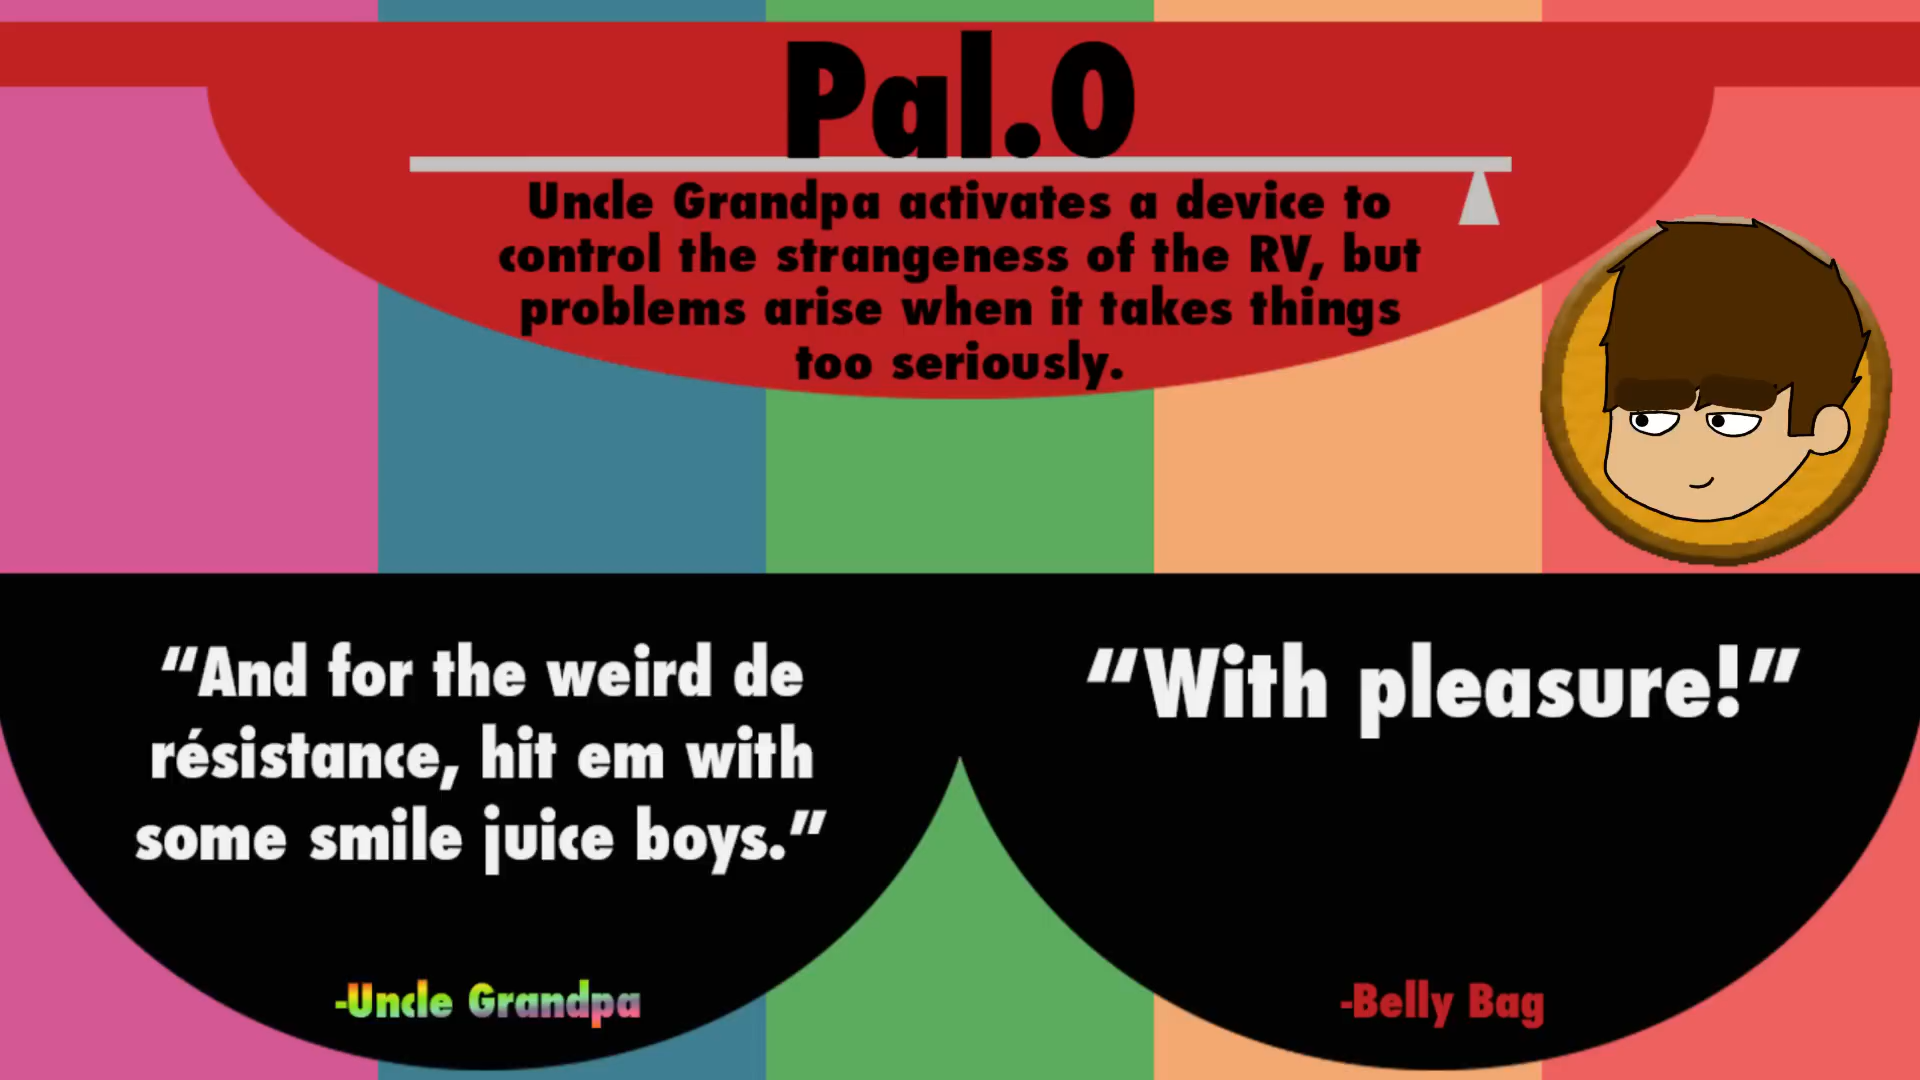 Pal.0
Uncle Grandpa activates a device to
control the strangeness of the RV, but
problems arise when it takes things
too seriously.
“And for the weird de
résistance, hit em with
some smile juice boys.”
-Uncle Grandpa
“With pleasure!”
-Belly Bag